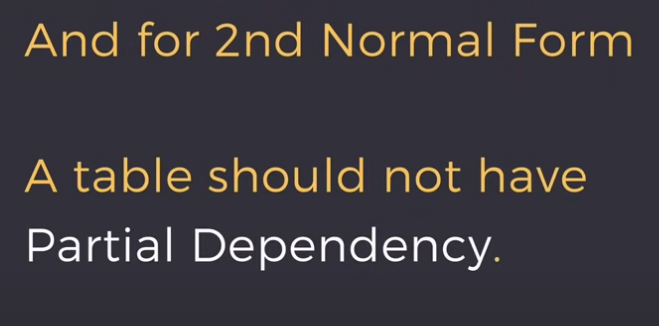 And for 2nd Normal Form
A table should not have
Partial Dependency.